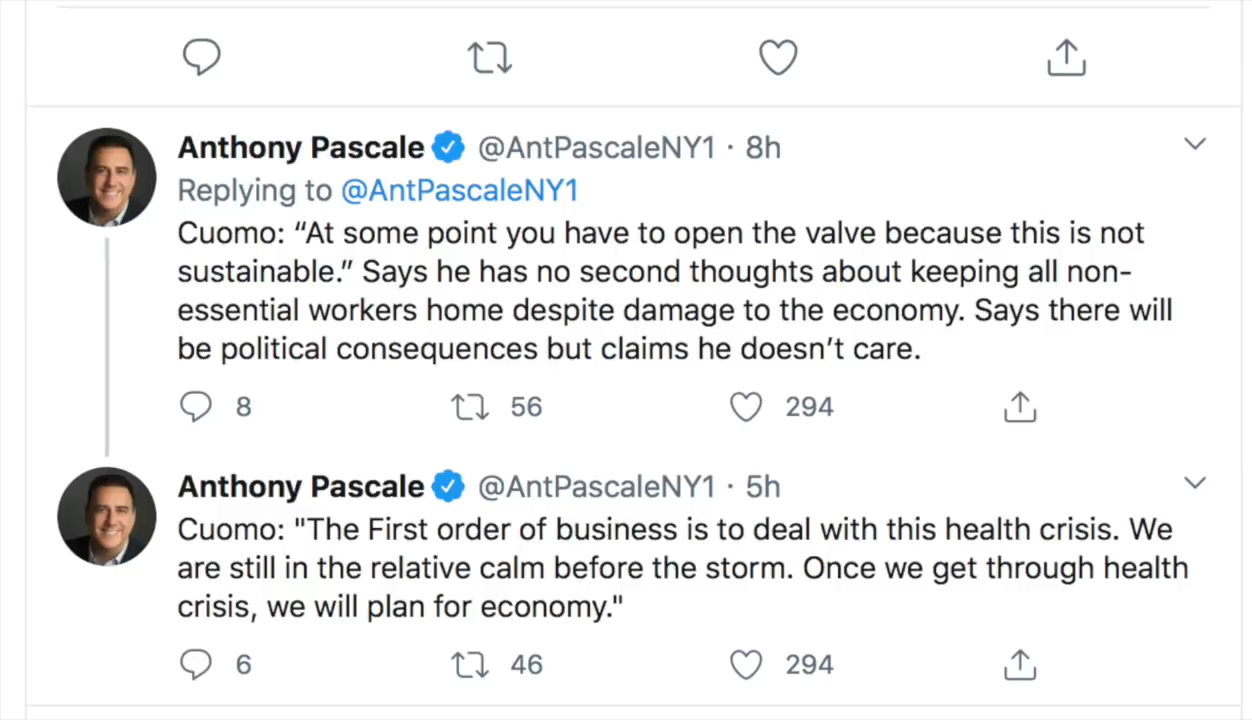 Anthony Pascale @AntPascaleNY1 · 8h
Replying to @AntPascaleNY1
Cuomo: “At some point you have to open the valve because this is not
sustainable.” Says he has no second thoughts about keeping all non-
essential workers home despite damage to the economy. Says there will
be political consequences but claims he doesn’t care.
8 56 294
Anthony Pascale @AntPascaleNY1 · 5h
Cuomo: "The First order of business is to deal with this health crisis. We
are still in the relative calm before the storm. Once we get through health
crisis, we will plan for economy."
6 46 294